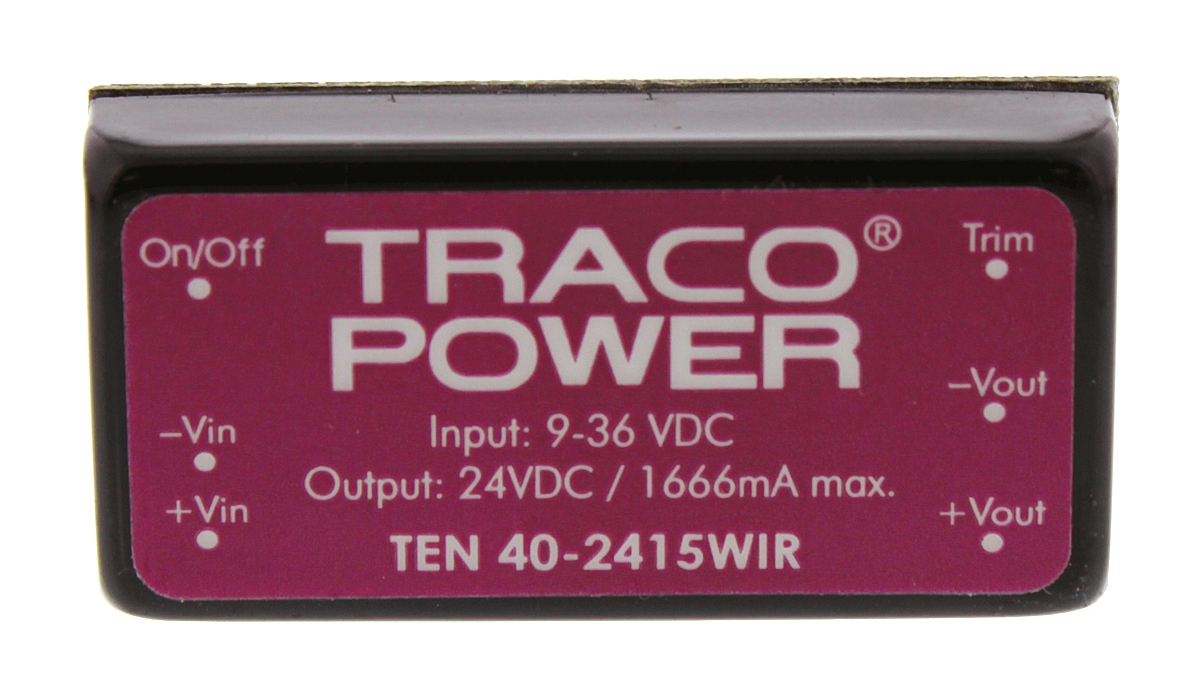 On/Off
TRACO®
Trim
POWER
–Vout
–Vin
Input: 9-36 VDC
Output: 24VDC / 1666mA max.
+Vin
+Vout
TEN 40-2415WIR